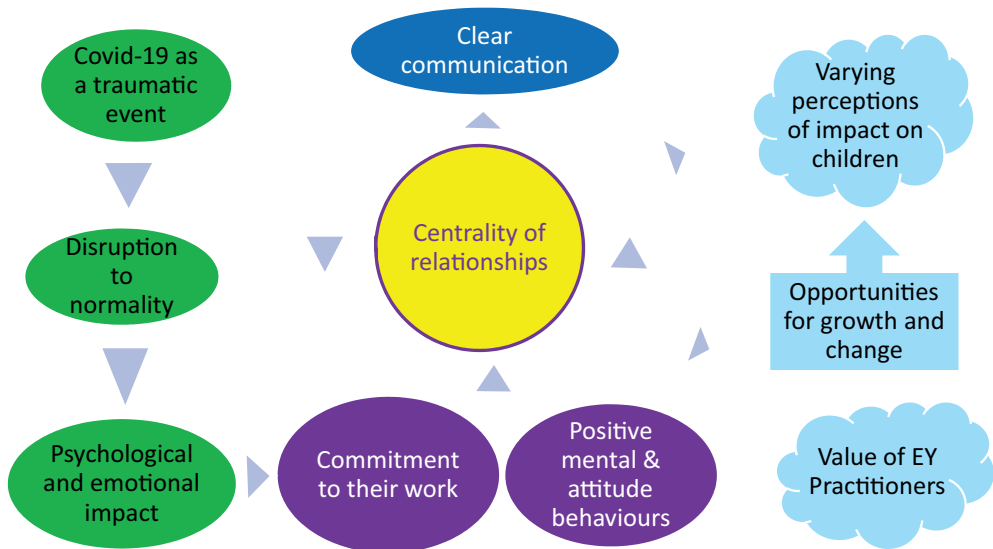 Covid-19 as
a traumatic
event
Disruption
to
normality
Psychological
and emotional
impact
Clear
communication
Centrality of
relationships
Commitment
to their work
Positive
mental &
attitude
behaviours
Varying
perceptions
of impact on
children
Opportunities
for growth and
change
Value of EY
Practitioners